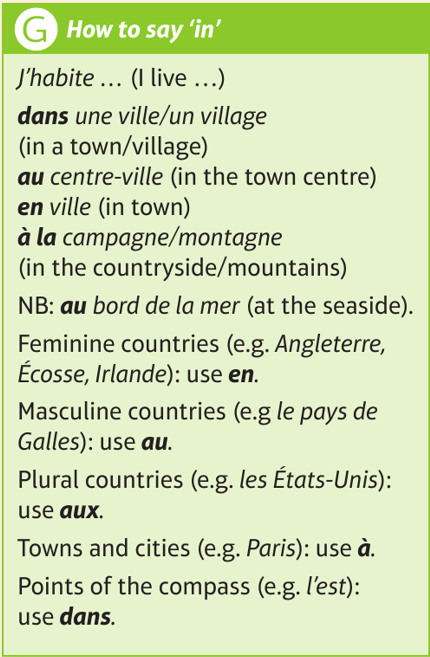 G How to say ‘in’
J’habite … (I live …)
dans une ville/un village
(in a town/village)
au centre-ville (in the town centre)
en ville (in town)
à la campagne/montagne
(in the countryside/mountains)
NB: au bord de la mer (at the seaside).
Feminine countries (e.g. Angleterre,
Écosse, Irlande): use en.
Masculine countries (e.g le pays de
Galles): use au.
Plural countries (e.g. les États-Unis):
use aux.
Towns and cities (e.g. Paris): use à.
Points of the compass (e.g. l’est):
use dans.